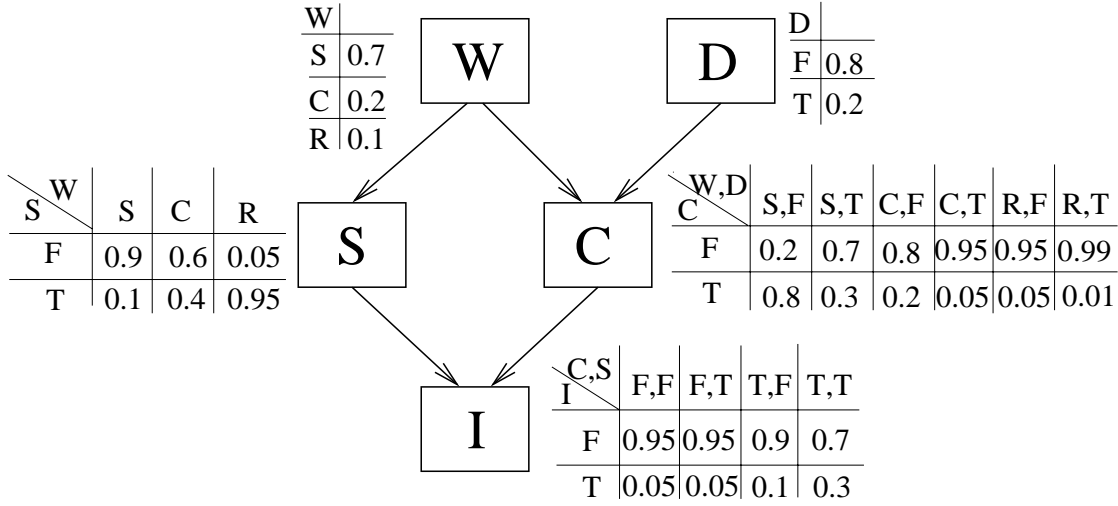 W
S 0.7
C 0.2
R 0.1
W
D
D
F 0.8
T 0.2
W
S S C R
F 0.9 0.6 0.05
T 0.1 0.4 0.95
S
C
W,D
C S,F S,T C,F C,T R,F R,T
F 0.2 0.7 0.8 0.95 0.95 0.99
T 0.8 0.3 0.2 0.05 0.05 0.01
I
C,S
I F,F F,T T,F T,T
F 0.95 0.95 0.9 0.7
T 0.05 0.05 0.1 0.3